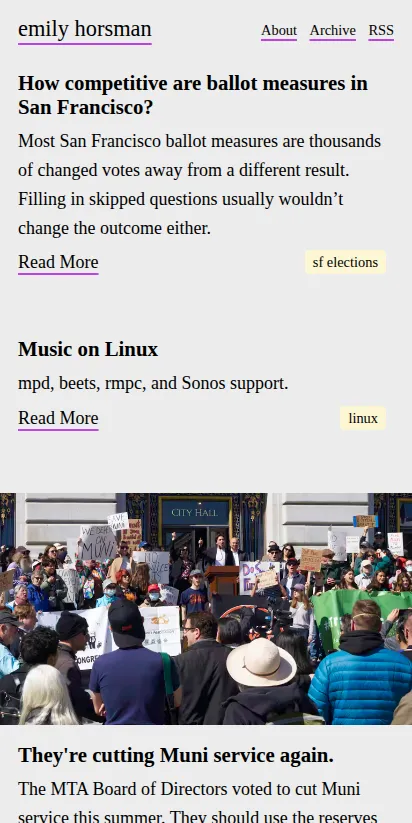 emily horsman
About Archive RSS
How competitive are ballot measures in
San Francisco?
Most San Francisco ballot measures are thousands
of changed votes away from a different result.
Filling in skipped questions usually wouldn’t
change the outcome either.
Read More
sf elections
Music on Linux
mpd, beets, rmpc, and Sonos support.
Read More
linux
CITY HALL
MUNI
They're cutting Muni service again.
The MTA Board of Directors voted to cut Muni
service this summer. They should use the reserves